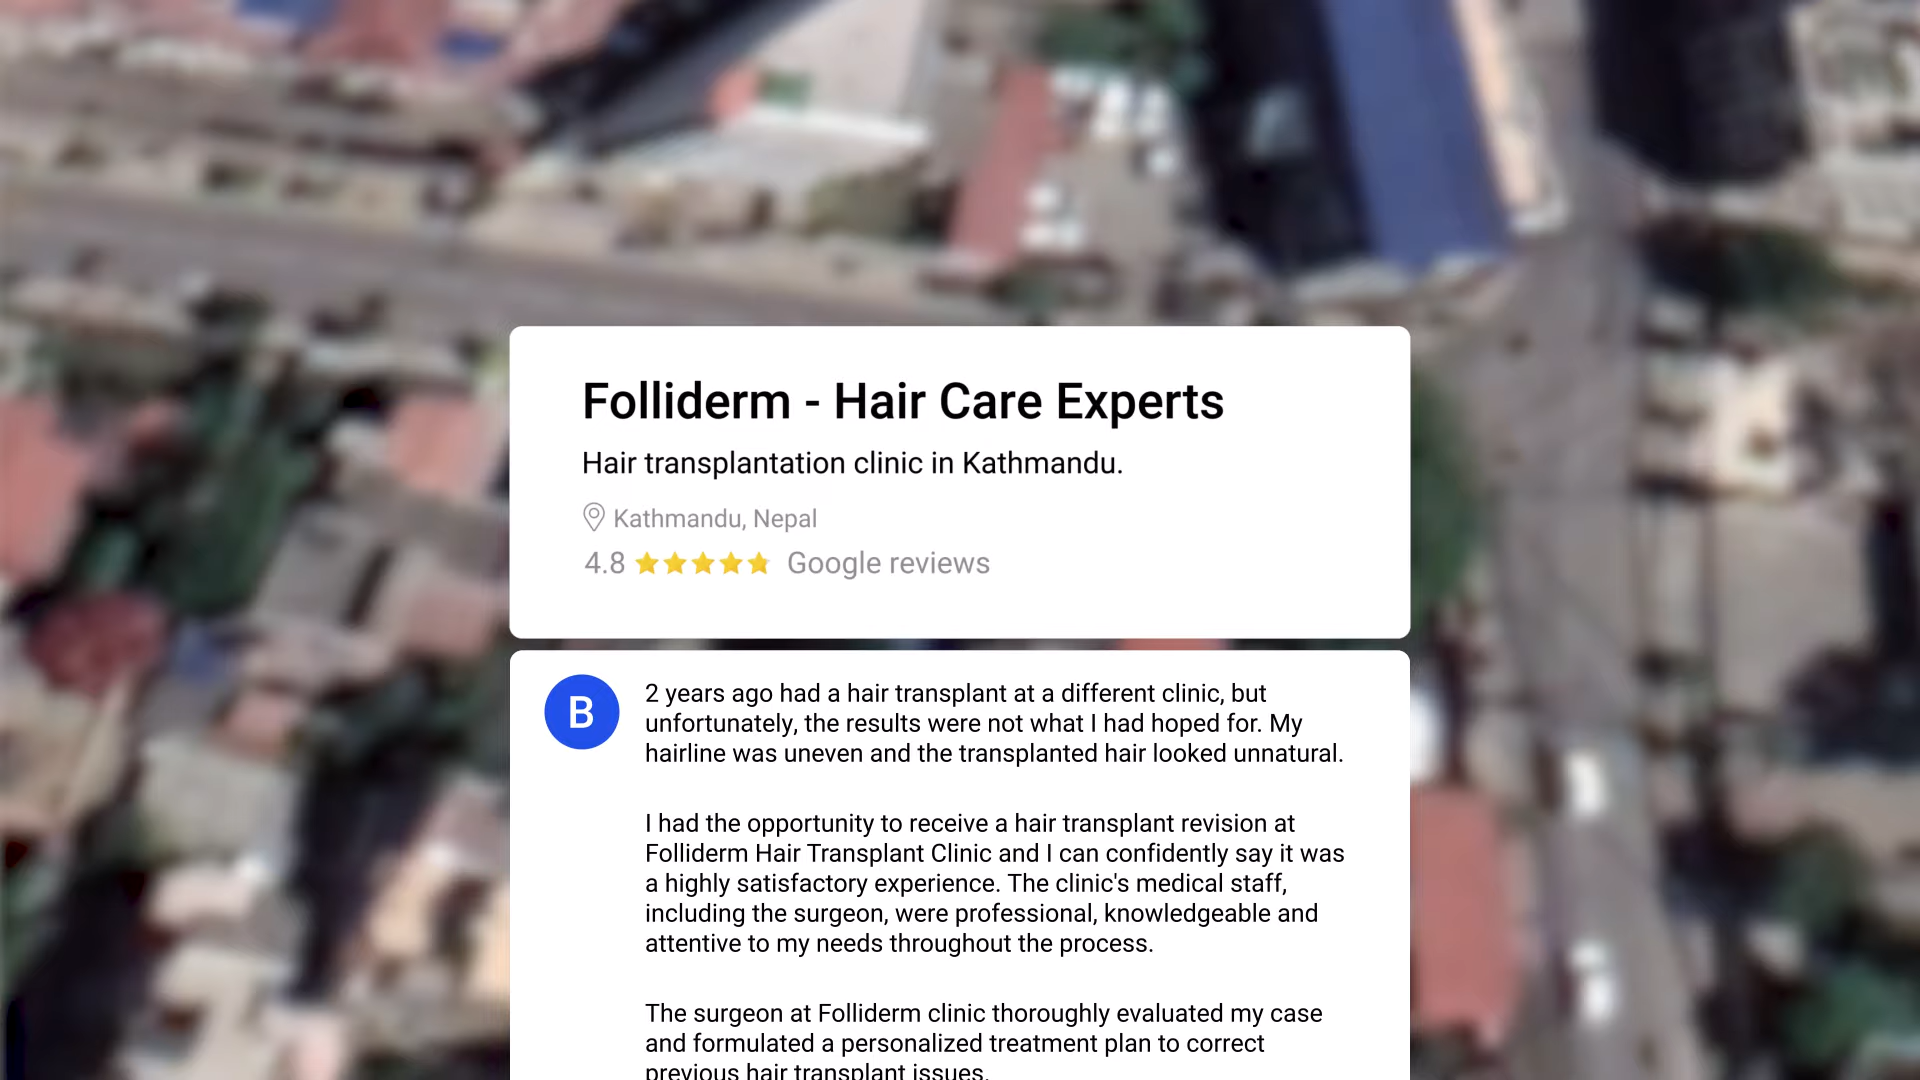 Folliderm - Hair Care Experts
Hair transplantation clinic in Kathmandu.
Kathmandu, Nepal
4.8 Google reviews
B
2 years ago had a hair transplant at a different clinic, but
unfortunately, the results were not what I had hoped for. My
hairline was uneven and the transplanted hair looked unnatural.
I had the opportunity to receive a hair transplant revision at
Folliderm Hair Transplant Clinic and I can confidently say it was
a highly satisfactory experience. The clinic's medical staff,
including the surgeon, were professional, knowledgeable and
attentive to my needs throughout the process.
The surgeon at Folliderm clinic thoroughly evaluated my case
and formulated a personalized treatment plan to correct
previous hair transplant issues.